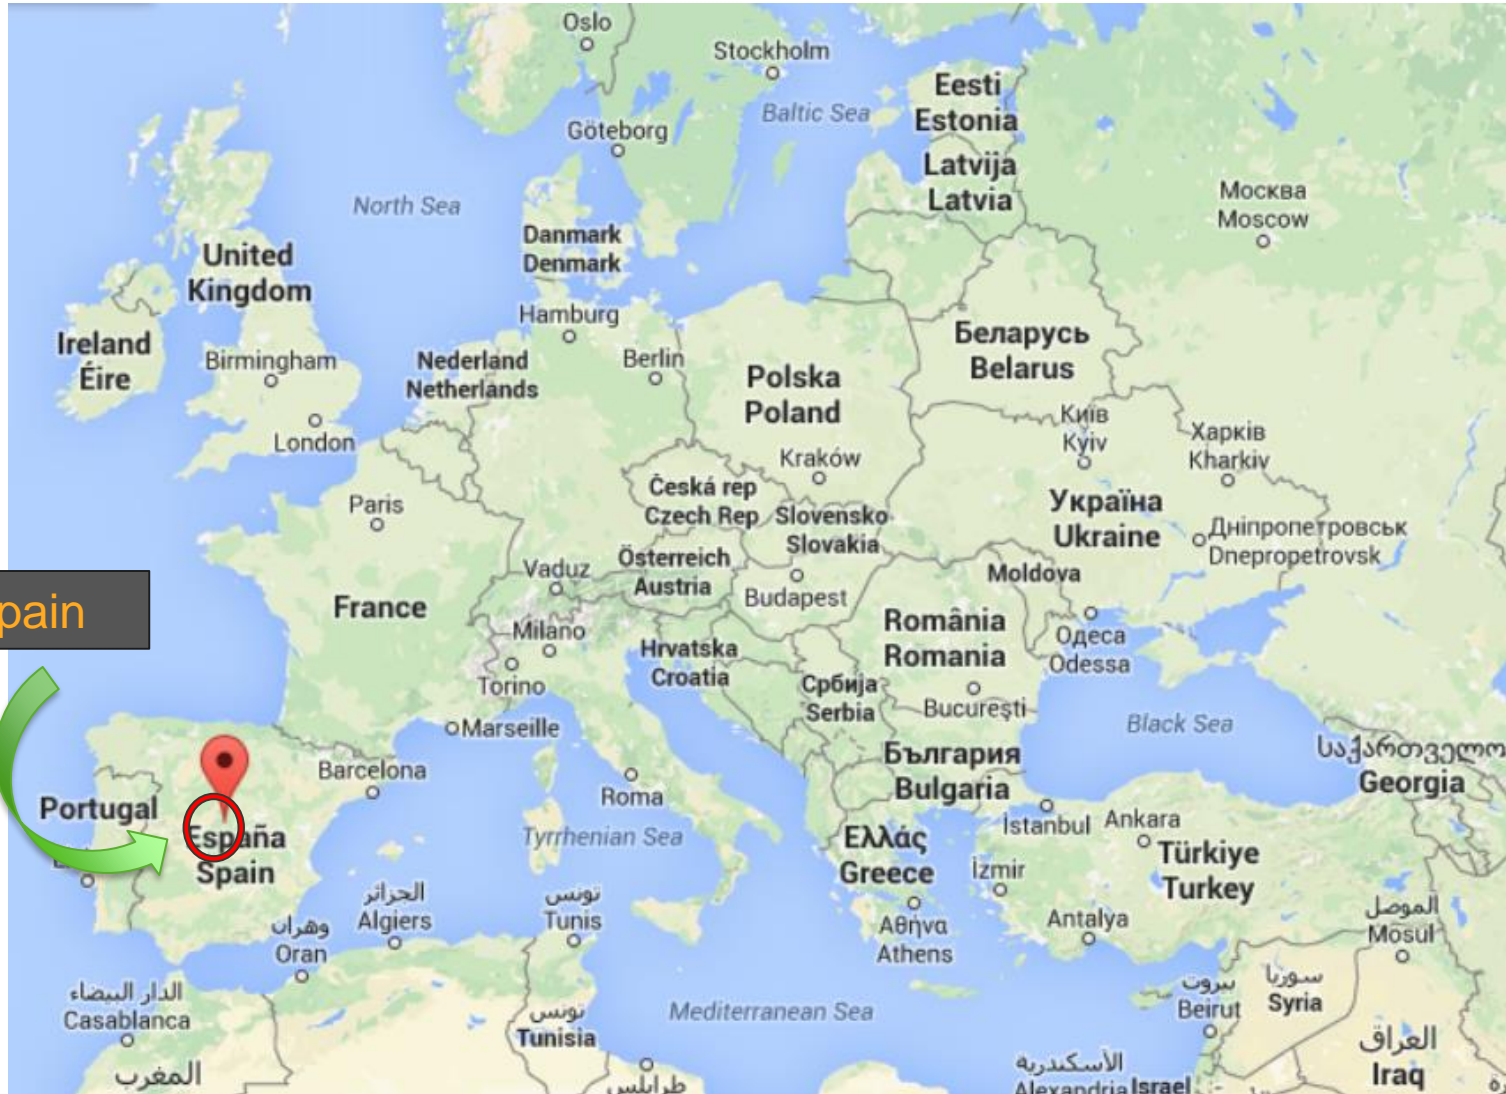 Oslo
Stockholm
Eesti
Estonia
Baltic Sea
Göteborg
Latvija
Latvia
Москва
Moscow
North Sea
Danmark
Denmark
United
Kingdom
Hamburg
Беларусь
Belarus
Ireland
Éire
Birmingham
Nederland
Netherlands
Berlin
Polska
Poland
London
Київ
Kyiv
Харків
Kharkiv
Kraków
Paris
Česká rep
Czech Rep
Slovensko
Slovakia
Україна
Ukraine
Дніпропетровськ
Dnepropetrovsk
Vaduz
Österreich
Austria
Budapest
Moldova
France
pain
Milano
Torino
Hrvatska
Croatia
România
Romania
Одеса
Odessa
Србија
Serbia
București
Marseille
Black Sea
България
Bulgaria
საქართველო
Georgia
Barcelona
Roma
Portugal
España
Spain
Tyrrhenian Sea
Ελλάς
Greece
İstanbul
Ankara
İzmir
Türkiye
Turkey
الجزائر
Algiers
تونس
Tunis
وهران
Oran
Αθήνα
Athens
Antalya
الموصل
Mosul
الدار البيضاء
Casablanca
تونس
Tunisia
Mediterranean Sea
بيروت
Beirut
سوريا
Syria
العراق
Iraq
المغرب
طرابلس
الأسكندرية
Alexandria
Israel